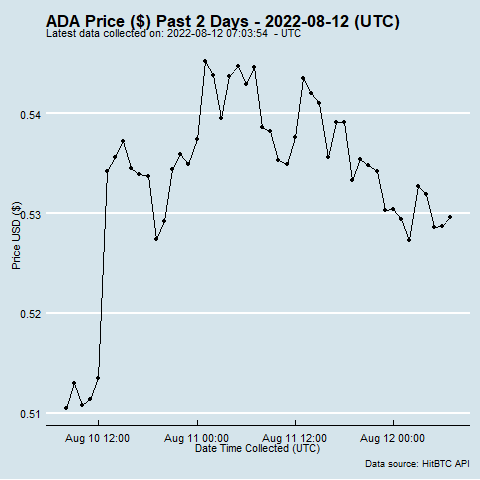 ADA Price ($) Past 2 Days - 2022-08-12 (UTC)
Latest data collected on: 2022-08-12 07:03:54 - UTC
0.54
0.53
0.52
0.51
Price USD ($)
Aug 10 12:00 Aug 11 00:00 Aug 11 12:00 Aug 12 00:00
Date Time Collected (UTC)
Data source: HitBTC API